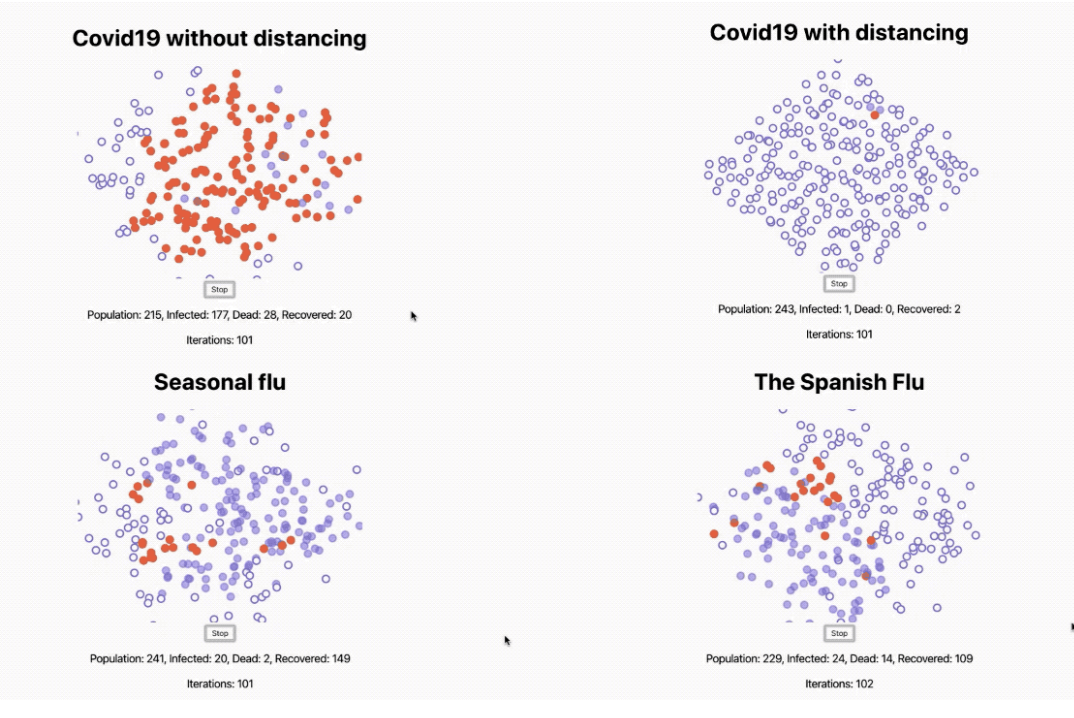 Covid19 without distancing
Stop
Population: 215, Infected: 177, Dead: 28, Recovered: 20
Iterations: 101
Covid19 with distancing
Stop
Population: 243, Infected: 1, Dead: 0, Recovered: 2
Iterations: 101
Seasonal flu
Stop
Population: 241, Infected: 20, Dead: 2, Recovered: 149
Iterations: 101
The Spanish Flu
Stop
Population: 229, Infected: 24, Dead: 14, Recovered: 109
Iterations: 102